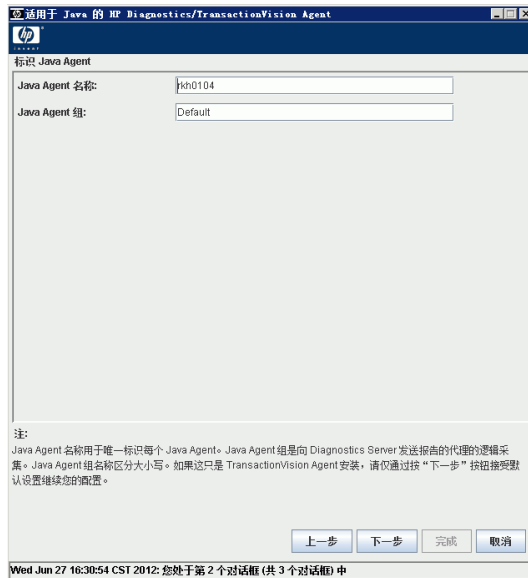 适用于 Java 的 HP Diagnostics/TransactionVision Agent
hp
invent
标识 Java Agent
Java Agent 名称:
rkh0104
Java Agent 组:
Default
注:
Java Agent 名称用于唯一标识每个 Java Agent。Java Agent 组是向 Diagnostics Server 发送报告的代理的逻辑采
集。Java Agent 组名称区分大小写。如果这只是 TransactionVision Agent 安装，请仅通过按“下一步”按钮接受默
认设置继续您的配置。
上一步
下一步
完成
取消
Wed Jun 27 16:30:54 CST 2012: 您处于第 2 个对话框 (共 3 个对话框) 中